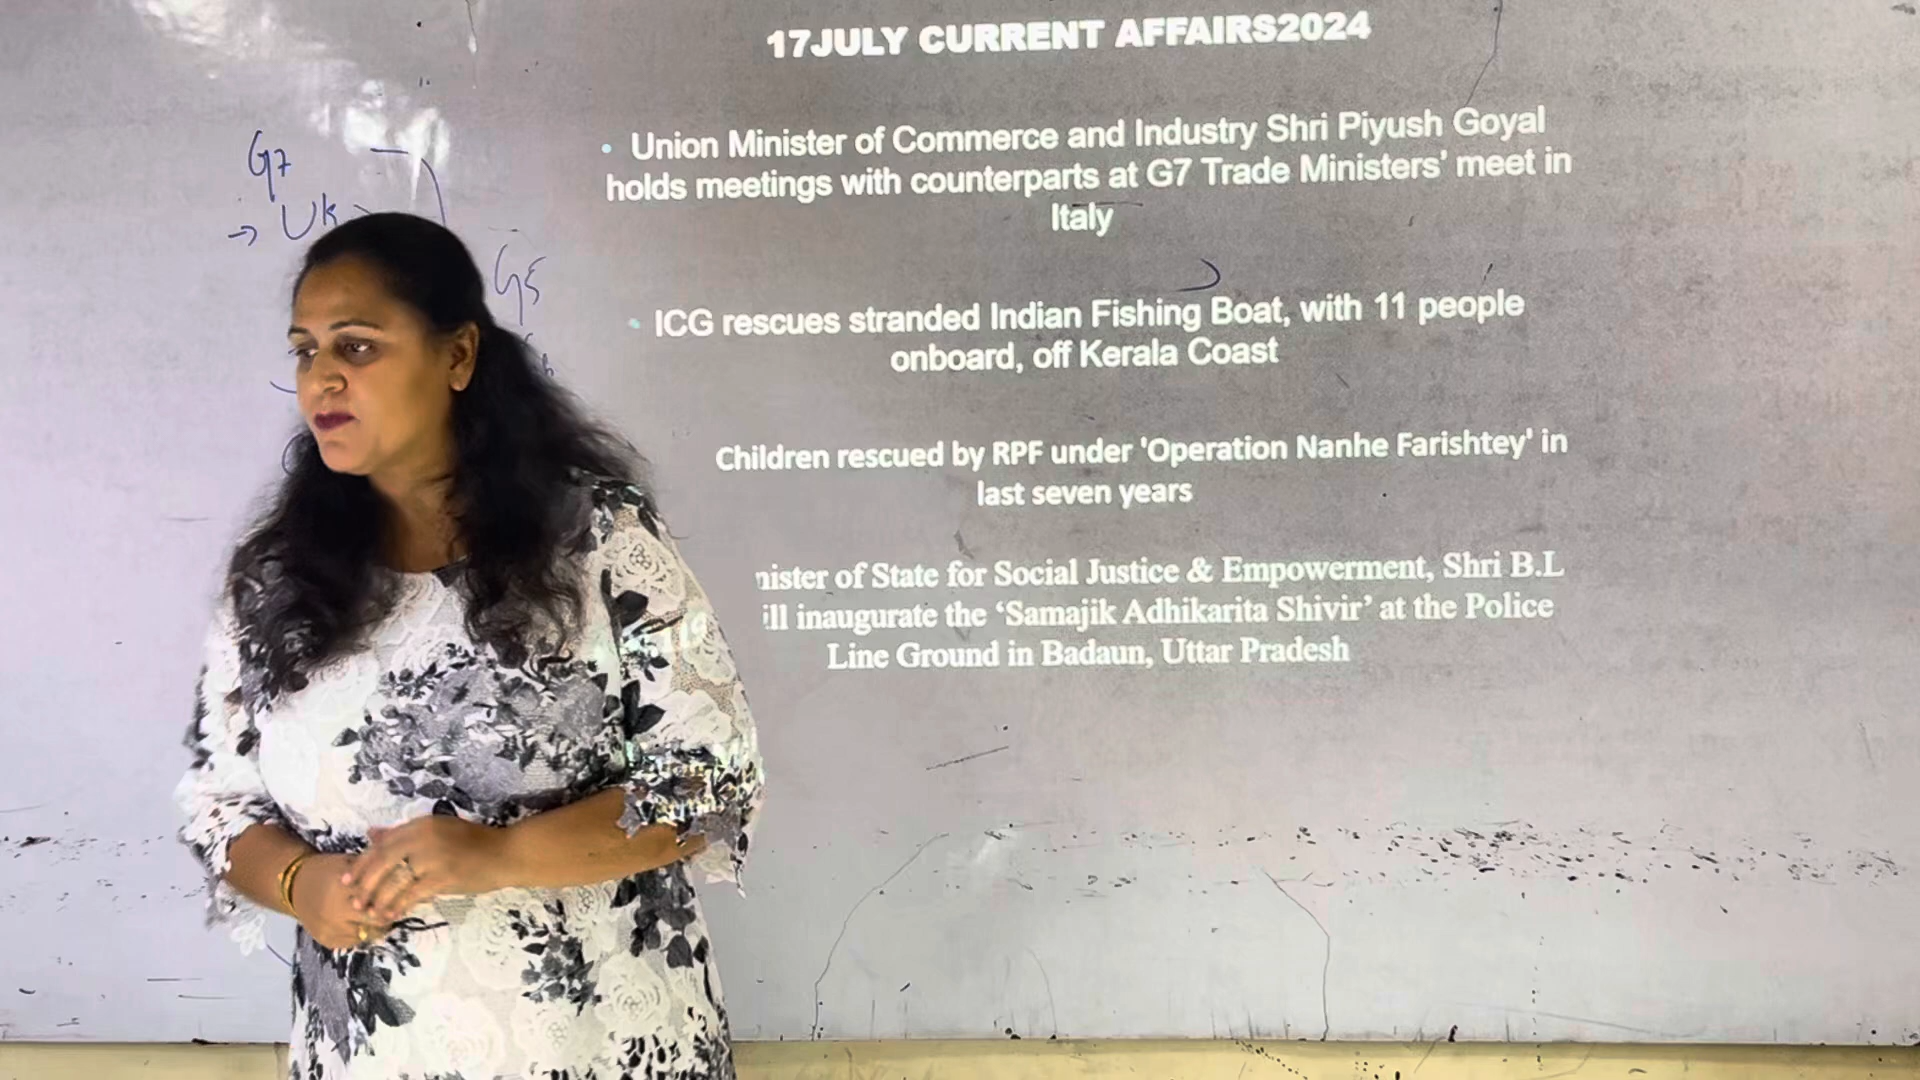 17JULY CURRENT AFFAIRS2024
• Union Minister of Commerce and Industry Shri Piyush Goyal
holds meetings with counterparts at G7 Trade Ministers' meet in
Italy
• ICG rescues stranded Indian Fishing Boat, with 11 people
onboard, off Kerala Coast
Children rescued by RPF under 'Operation Nanhe Farishtey' in
last seven years
nister of State for Social Justice & Empowerment, Shri B.L
ill inaugurate the ‘Samajik Adhikarita Shivir’ at the Police
Line Ground in Badaun, Uttar Pradesh
G7
→ UK
G5